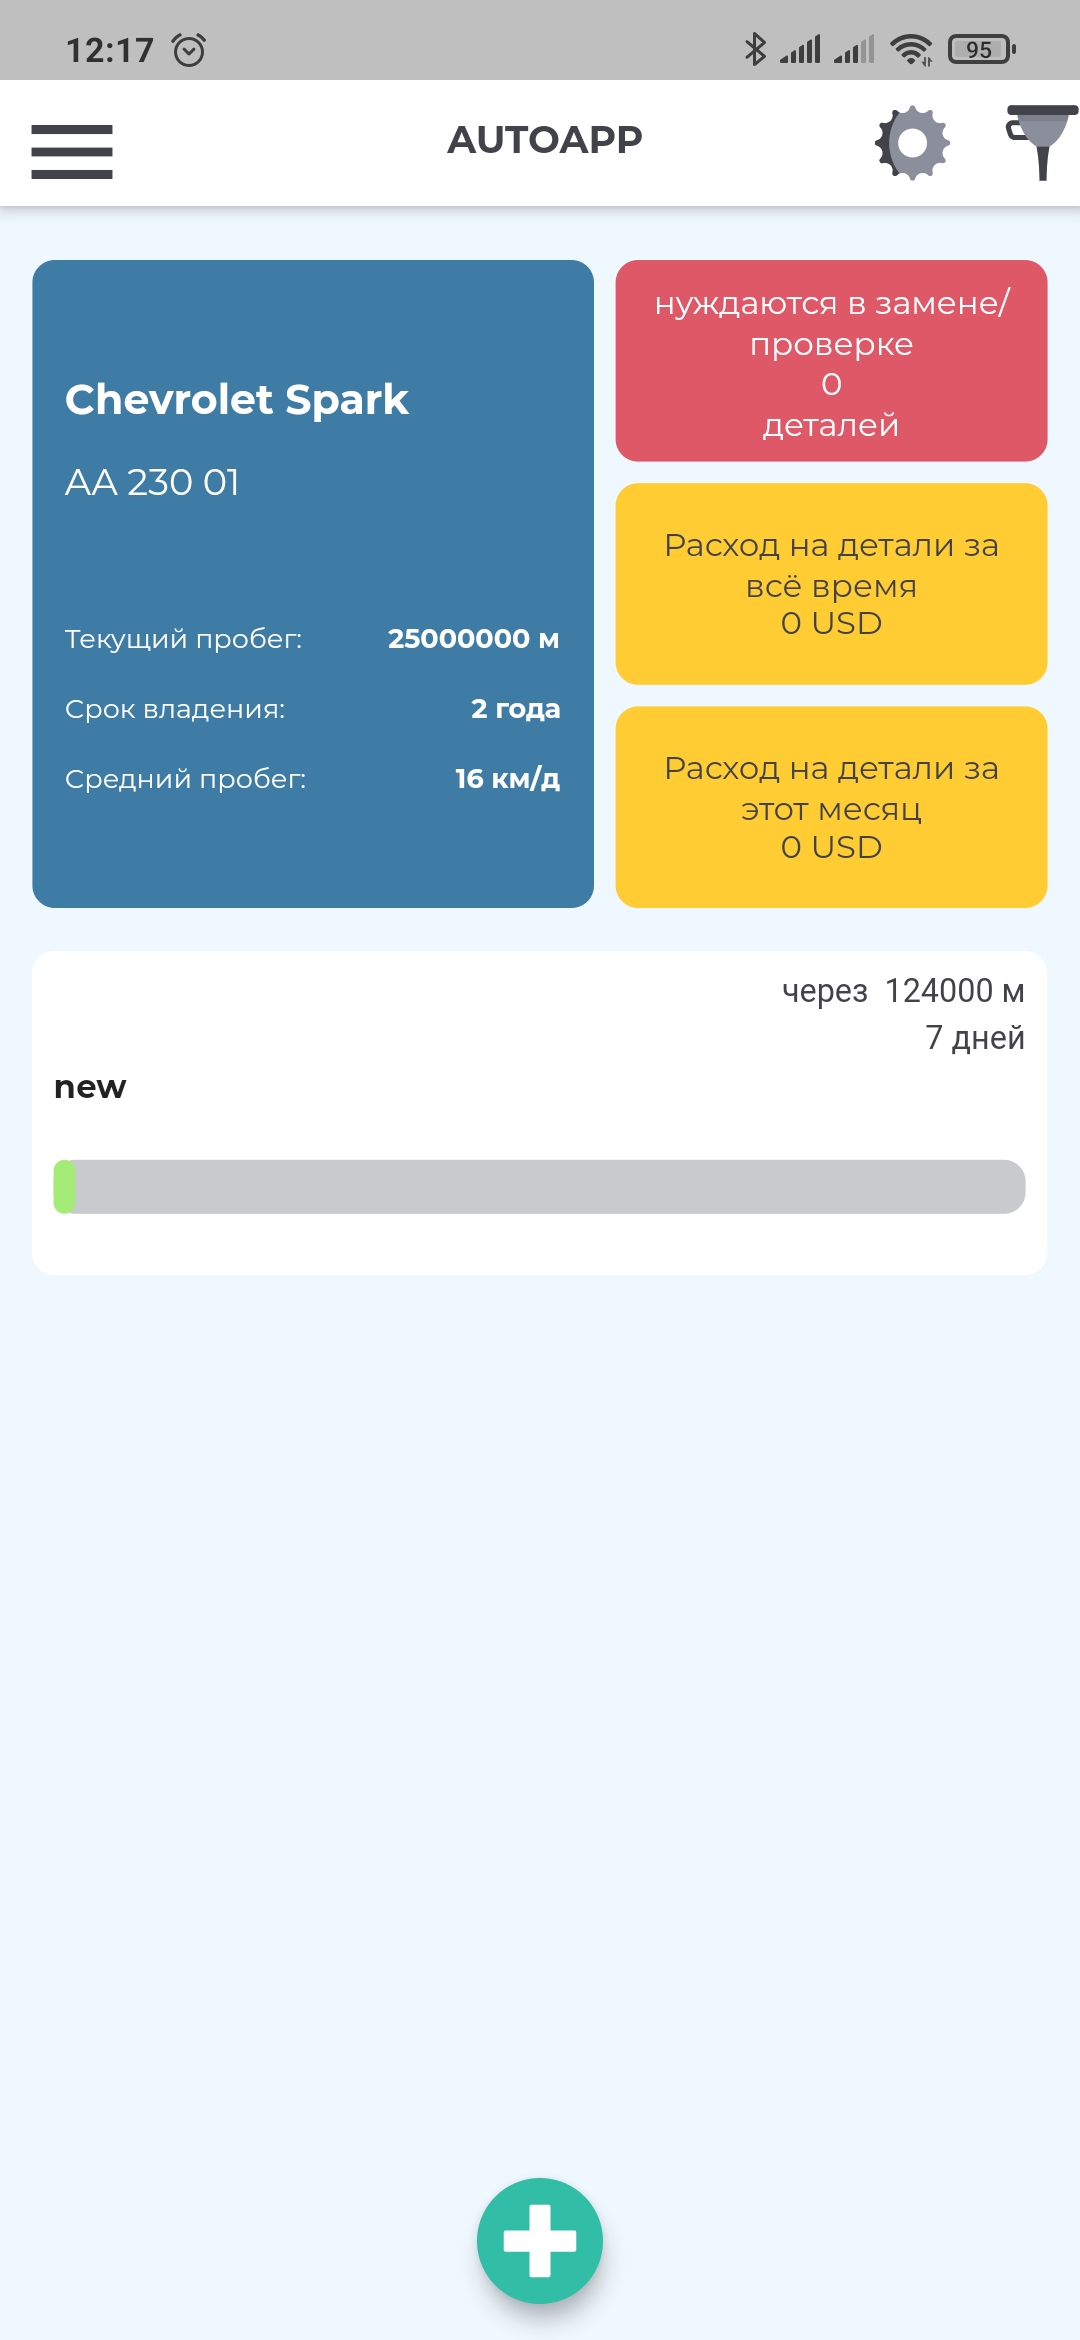 12:17
95
AUTOAPP
Chevrolet Spark
AA 230 01
Текущий пробег: 25000000 м
Срок владения: 2 года
Средний пробег: 16 км/д
нуждаются в замене/
проверке
0
деталей
Расход на детали за
всё время
0 USD
Расход на детали за
этот месяц
0 USD
через 124000 м
7 дней
new